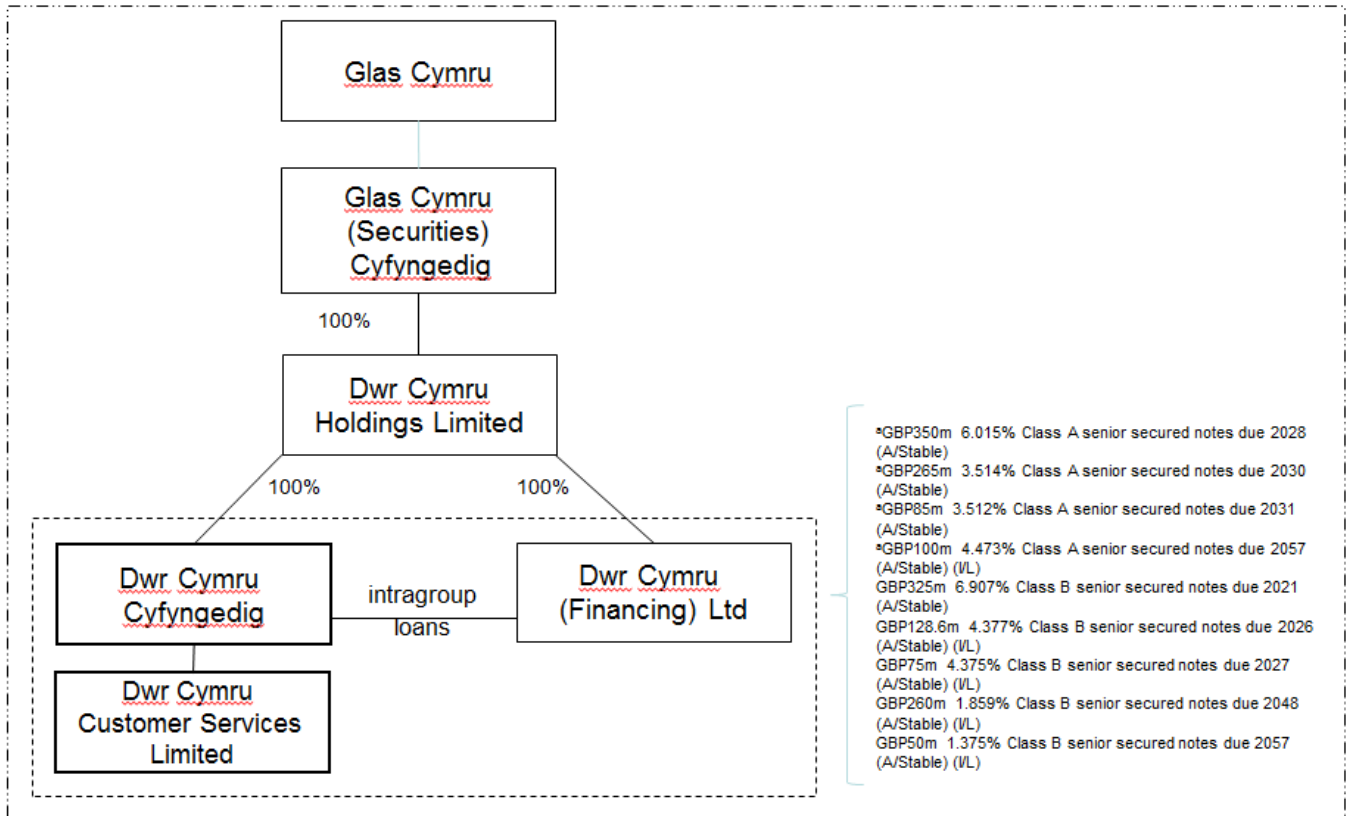 Glas Cymru
Glas Cymru
(Securities)
Cyfyngedig
100%
Dwr Cymru
Holdings Limited
100%
100%
Dwr Cymru
Cyfyngedig
intragroup
loans
Dwr Cymru
(Financing) Ltd
Dwr Cymru
Customer Services
Limited
ᵃGBP350m 6.015% Class A senior secured notes due 2028
(A/Stable)
ᵃGBP265m 3.514% Class A senior secured notes due 2030
(A/Stable)
ᵃGBP85m 3.512% Class A senior secured notes due 2031
(A/Stable)
ᵃGBP100m 4.473% Class A senior secured notes due 2057
(A/Stable) (I/L)
GBP325m 6.907% Class B senior secured notes due 2021
(A/Stable)
GBP128.6m 4.377% Class B senior secured notes due 2026
(A/Stable) (I/L)
GBP75m 4.375% Class B senior secured notes due 2027
(A/Stable) (I/L)
GBP260m 1.859% Class B senior secured notes due 2048
(A/Stable) (I/L)
GBP50m 1.375% Class B senior secured notes due 2057
(A/Stable) (I/L)